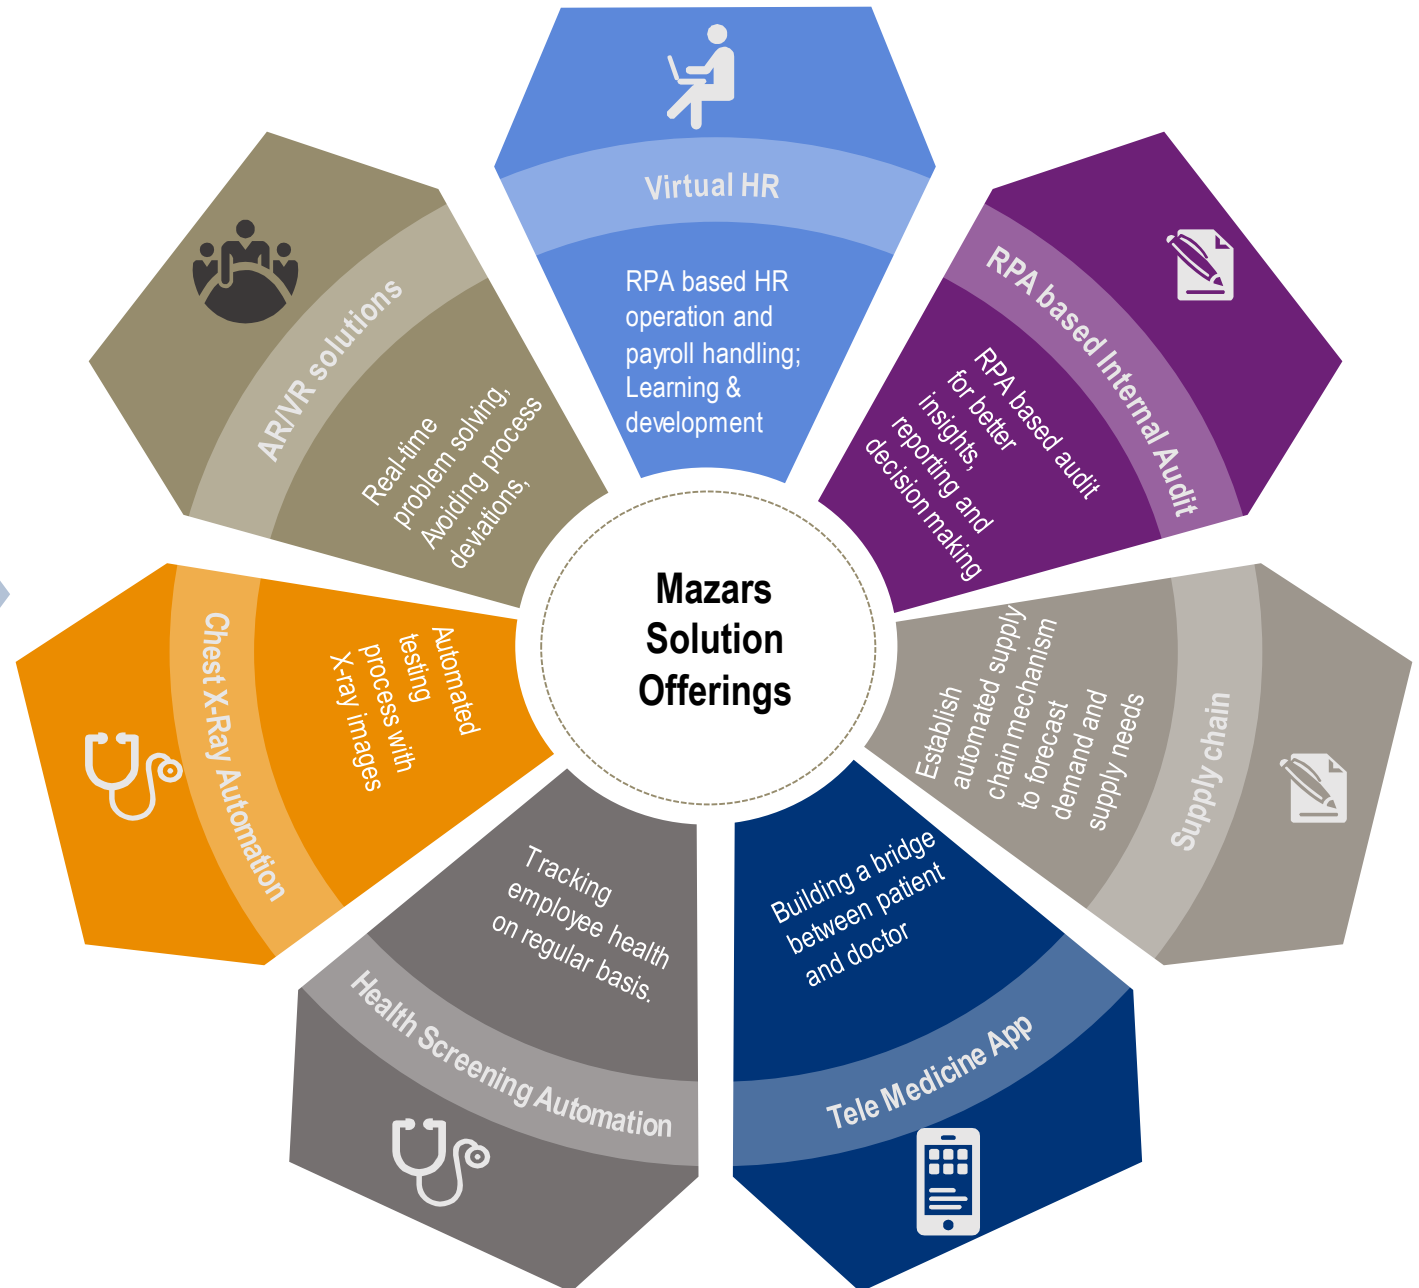 Mazars
Solution
Offerings
Virtual HR
RPA based HR
operation and
payroll handling;
Learning &
development
RPA based Internal Audit
RPA based audit
for better
insights,
reporting and
decision making
Supply chain
Establish
automated supply
chain mechanism
to forecast
demand and
supply needs
Tele Medicine App
Building a bridge
between patient
and doctor
Health Screening Automation
Tracking
employee health
on regular basis.
Chest X-Ray Automation
Automated
testing
process with
X-ray images
AR/VR solutions
Real-time
problem solving,
Avoiding process
deviations,